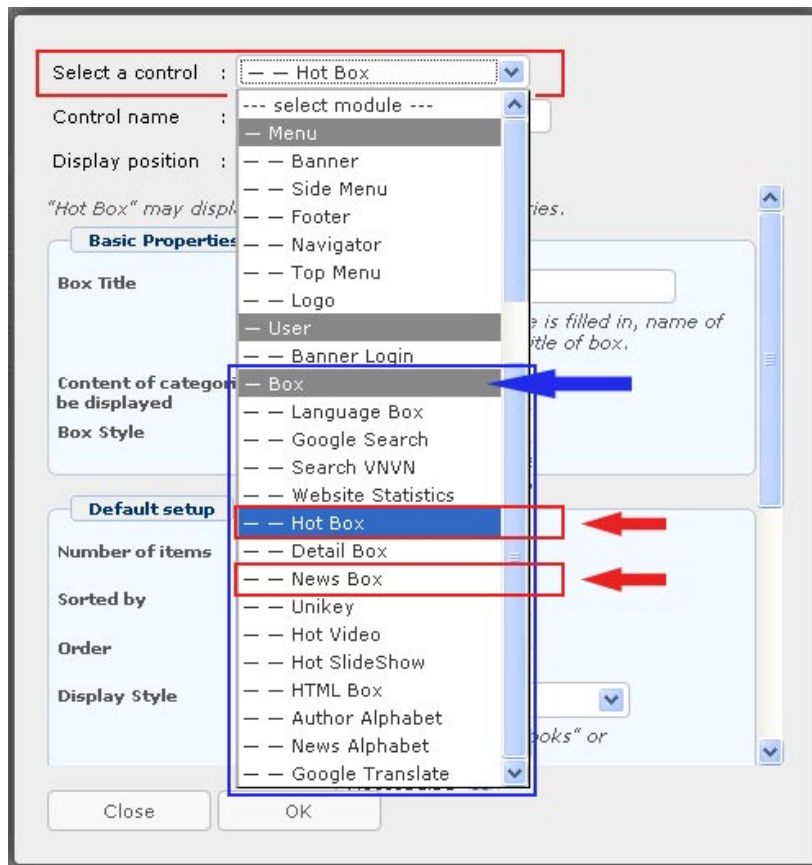 Select a control : — — Hot Box
--- select module ---
Control name :
— Menu
Display position :
— — Banner
— — Side Menu
"Hot Box" may displ
ries.
— — Footer
Basic Properties
— — Navigator
— — Top Menu
Box Title
— — Logo
— User
e is filled in, name of
— — Banner Login
title of box.
Content of categori
— Box
be displayed
— — Language Box
Box Style
— — Google Search
— — Search VNVN
— — Website Statistics
Default setup
— — Hot Box
Number of items
— — Detail Box
— — News Box
Sorted by
— — Unikey
— — Hot Video
Order
— — Hot SlideShow
Display Style
— — HTML Box
— — Author Alphabet
ooks" or
— — News Alphabet
— — Google Translate
Close
OK